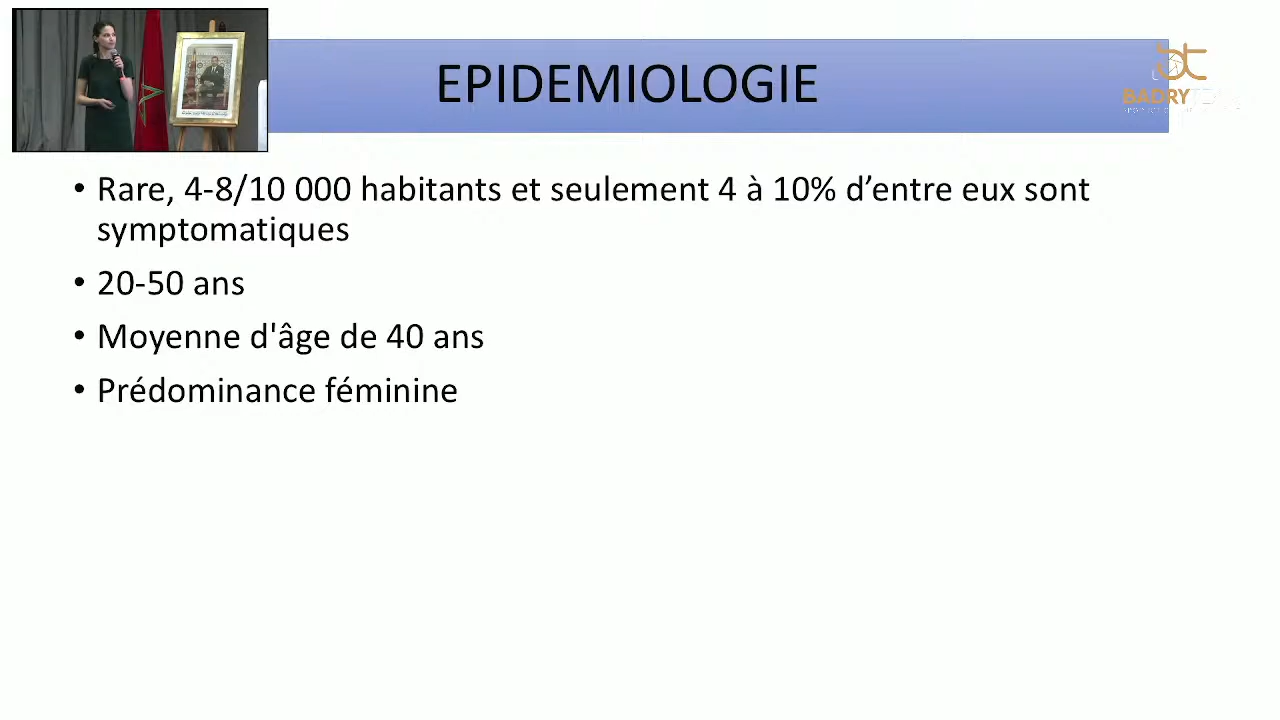 EPIDEMIOLOGIE
BADRY
• Rare, 4-8/10 000 habitants et seulement 4 à 10% d’entre eux sont
symptomatiques
• 20-50 ans
• Moyenne d'âge de 40 ans
• Prédominance féminine